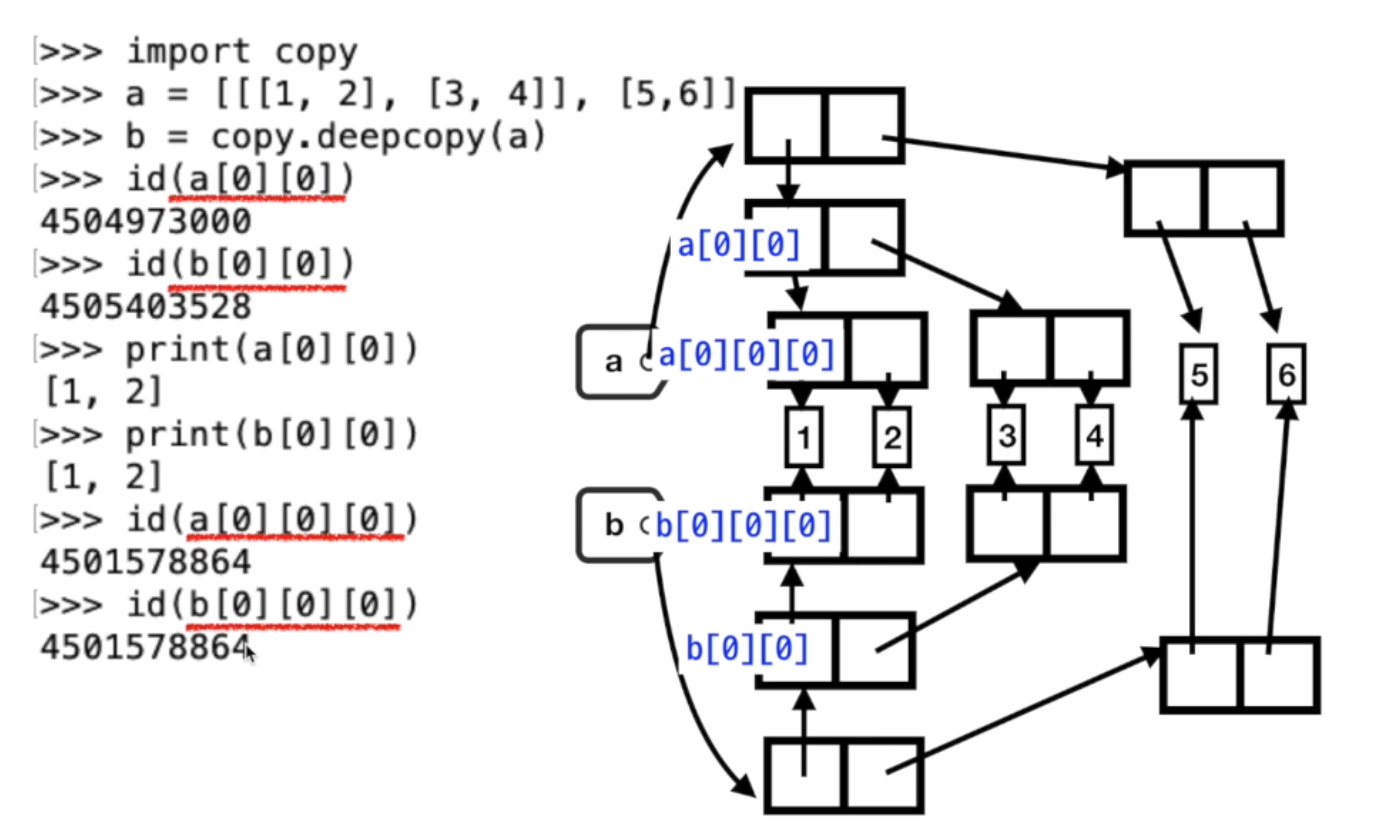 >>> import copy
>>> a = [[[1, 2], [3, 4]], [5,6]]
>>> b = copy.deepcopy(a)
>>> id(a[0][0])
4504973000
>>> id(b[0][0])
4505403528
>>> print(a[0][0])
[1, 2]
>>> print(b[0][0])
[1, 2]
>>> id(a[0][0][0])
4501578864
>>> id(b[0][0][0])
4501578864
a[0][0]
a
a[0][0][0]
5
6
1
2
3
4
b
b[0][0][0]
b[0][0]